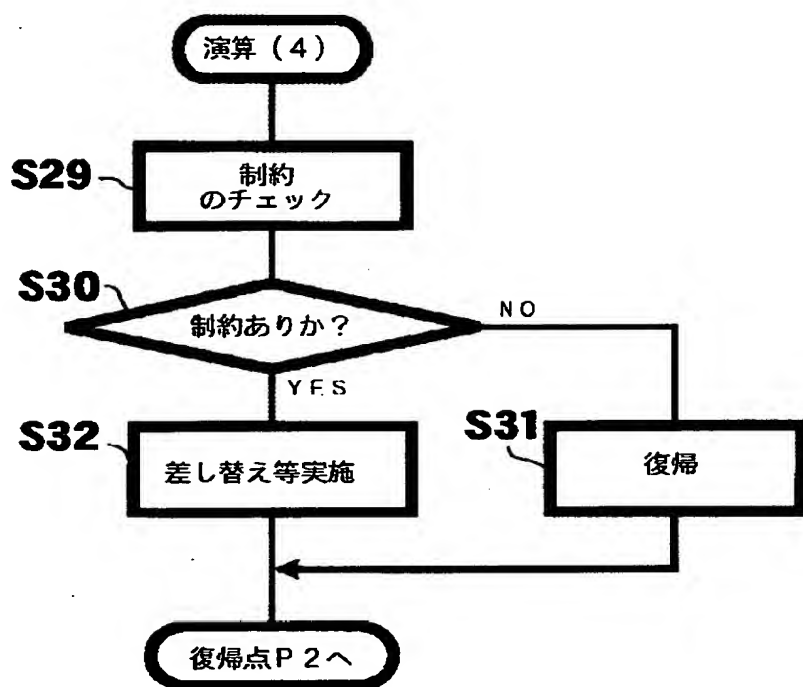 演算(4)
S29
制約
のチェック
S30
制約ありか?
NO
YES
S32
差し替え等実施
S31
復帰
復帰点P2へ